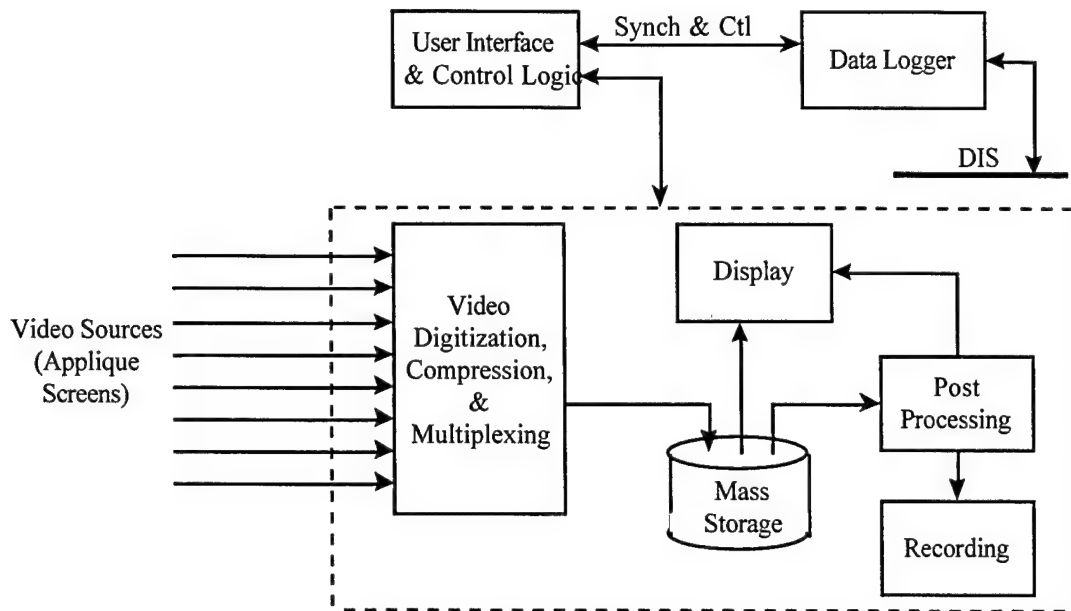 User Interface
& Control Logic
Synch & Ctl
Data Logger
DIS
Video Sources
(Applique
Screens)
Video
Digitization,
Compression,
&
Multiplexing
Display
Mass
Storage
Post
Processing
Recording